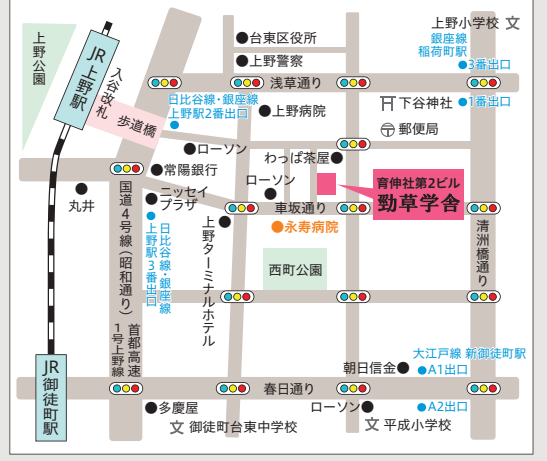 上野小学校 文
銀座線
稲荷町駅
3番出口
台東区役所
上野警察
浅草通り
上野公園
JR上野駅
入谷改札
歩道橋
日比谷線・銀座線
上野駅2番出口
上野病院
下谷神社
1番出口
郵便局
ローソン
わっぱ茶屋
常陽銀行
ローソン
育伸社第2ビル
勁草学舎
丸井
ニッセイ
プラザ
車坂通り
永寿病院
国道4号線(昭和通り)
日比谷線・銀座線
上野駅3番出口
上野ターミナルホテル
西町公園
清洲橋通り
首都高速
1号上野線
JR御徒町駅
大江戸線 新御徒町駅
朝日信金
A1出口
春日通り
多慶屋
ローソン
A2出口
文 御徒町台東中学校
文 平成小学校